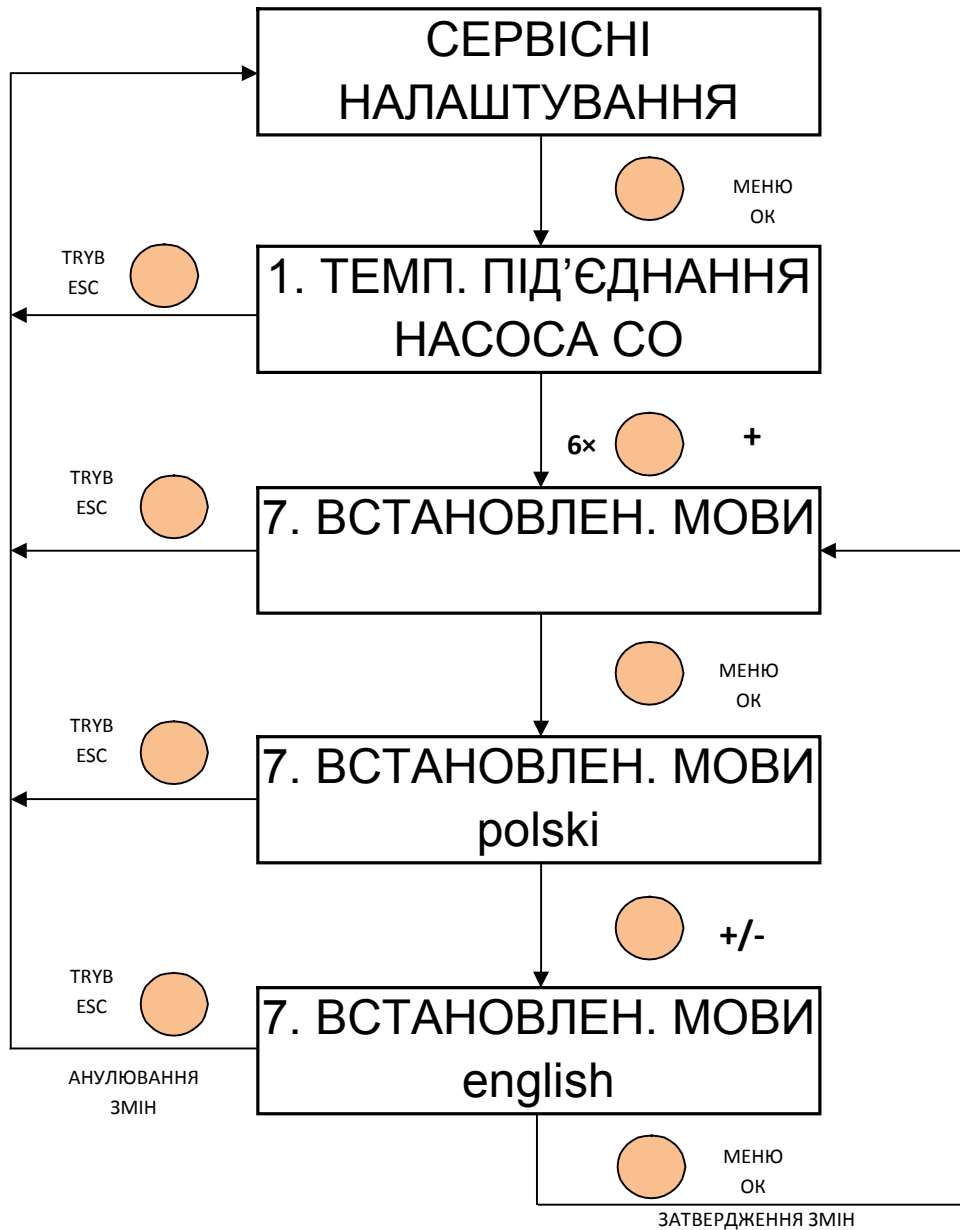 СЕРВІСНІ
НАЛАШТУВАННЯ
МЕНЮ
ОК
TRYB
ESC
1. ТЕМП. ПІД’ЄДНАННЯ
НАСОСА СО
6× +
TRYB
ESC
7. ВСТАНОВЛЕН. МОВИ
МЕНЮ
ОК
TRYB
ESC
7. ВСТАНОВЛЕН. МОВИ
polski
+/-
TRYB
ESC
7. ВСТАНОВЛЕН. МОВИ
english
АНУЛЮВАННЯ
ЗМІН
МЕНЮ
ОК
ЗАТВЕРДЖЕННЯ ЗМІН